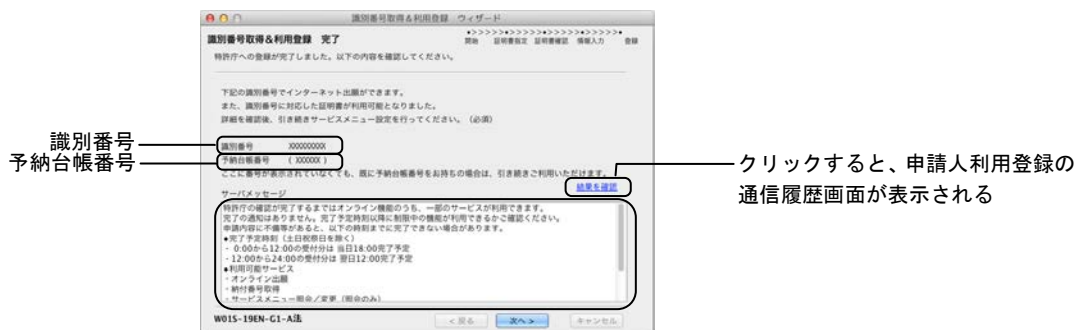 識別番号取得&利用登録 ウィザード
識別番号取得&利用登録 完了
•>>>>>•>>>>>•>>>>>•>>>>>•
開始 証明書指定 証明書確認 情報入力 登録
特許庁への登録が完了しました。以下の内容を確認してください。
下記の識別番号でインターネット出願ができます。
また、識別番号に対応した証明書が利用可能となりました。
詳細を確認後、引き続きサービスメニュー設定を行ってください。(必須)
識別番号
予納台帳番号
識別番号 XXXXXXXXX
予納台帳番号 ( XXXXXX )
ここに番号が表示されていなくても、既に予納台帳番号をお持ちの場合は、引き続きご利用いただけます。
結果を確認
クリックすると、申請人利用登録の
通信履歴画面が表示される
サーバメッセージ
特許庁の確認が完了するまではオンライン機能のうち、一部のサービスが利用できます。
完了の通知はありません。完了予定時刻以降に制限中の機能が利用できるかご確認ください。
申請内容に不備等があると、以下の時刻までに完了できない場合があります。
◆完了予定時刻(土日祝祭日を除く)
- 0:00から12:00の受付分は 当日18:00完了予定
- 12:00から24:00の受付分は 翌日12:00完了予定
◆利用可能サービス
- オンライン出願
- 納付番号取得
- サービスメニュー照会/変更(照会のみ)
W01S-19EN-G1-A法
< 戻る
次へ >
キャンセル